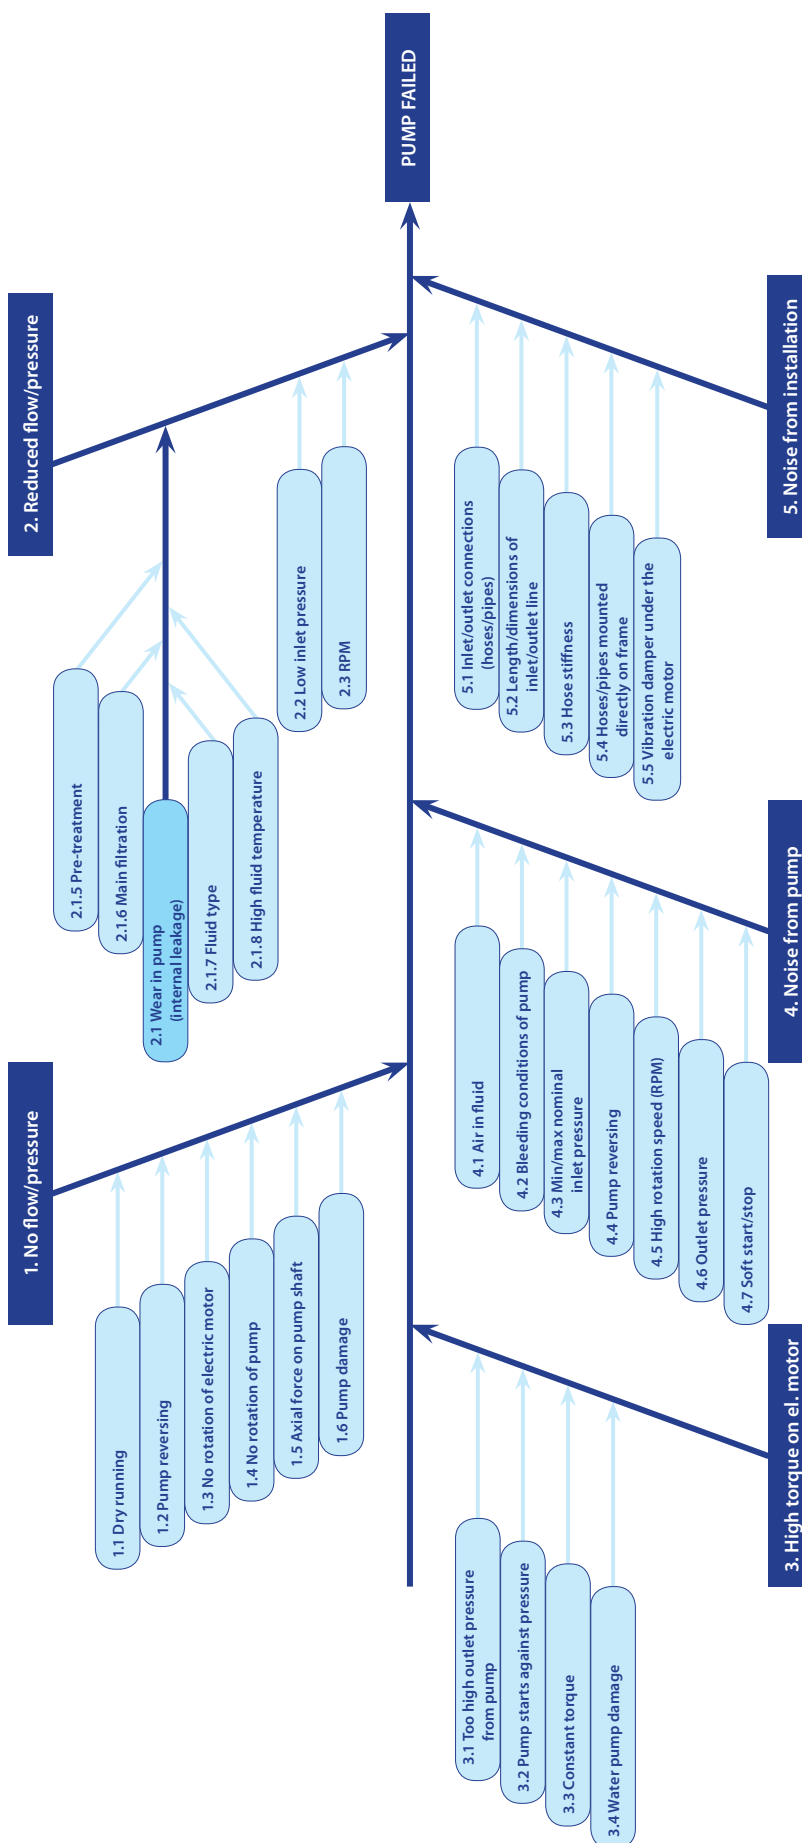 PUMP FAILED
1. No flow/pressure
1.1 Dry running
1.2 Pump reversing
1.3 No rotation of electric motor
1.4 No rotation of pump
1.5 Axial force on pump shaft
1.6 Pump damage
2. Reduced flow/pressure
2.1.5 Pre-treatment
2.1.6 Main filtration
2.1 Wear in pump
(internal leakage)
2.1.7 Fluid type
2.1.8 High fluid temperature
2.2 Low inlet pressure
2.3 RPM
3.1 Too high outlet pressure
from pump
3.2 Pump starts against pressure
3.3 Constant torque
3.4 Water pump damage
3. High torque on el. motor
4.1 Air in fluid
4.2 Bleeding conditions of pump
4.3 Min/max nominal
inlet pressure
4.4 Pump reversing
4.5 High rotation speed (RPM)
4.6 Outlet pressure
4.7 Soft start/stop
4. Noise from pump
5.1 Inlet/outlet connections
(hoses/pipes)
5.2 Length/dimensions of
inlet/outlet line
5.3 Hose stiffness
5.4 Hoses/pipes mounted
directly on frame
5.5 Vibration damper under the
electric motor
5. Noise from installation